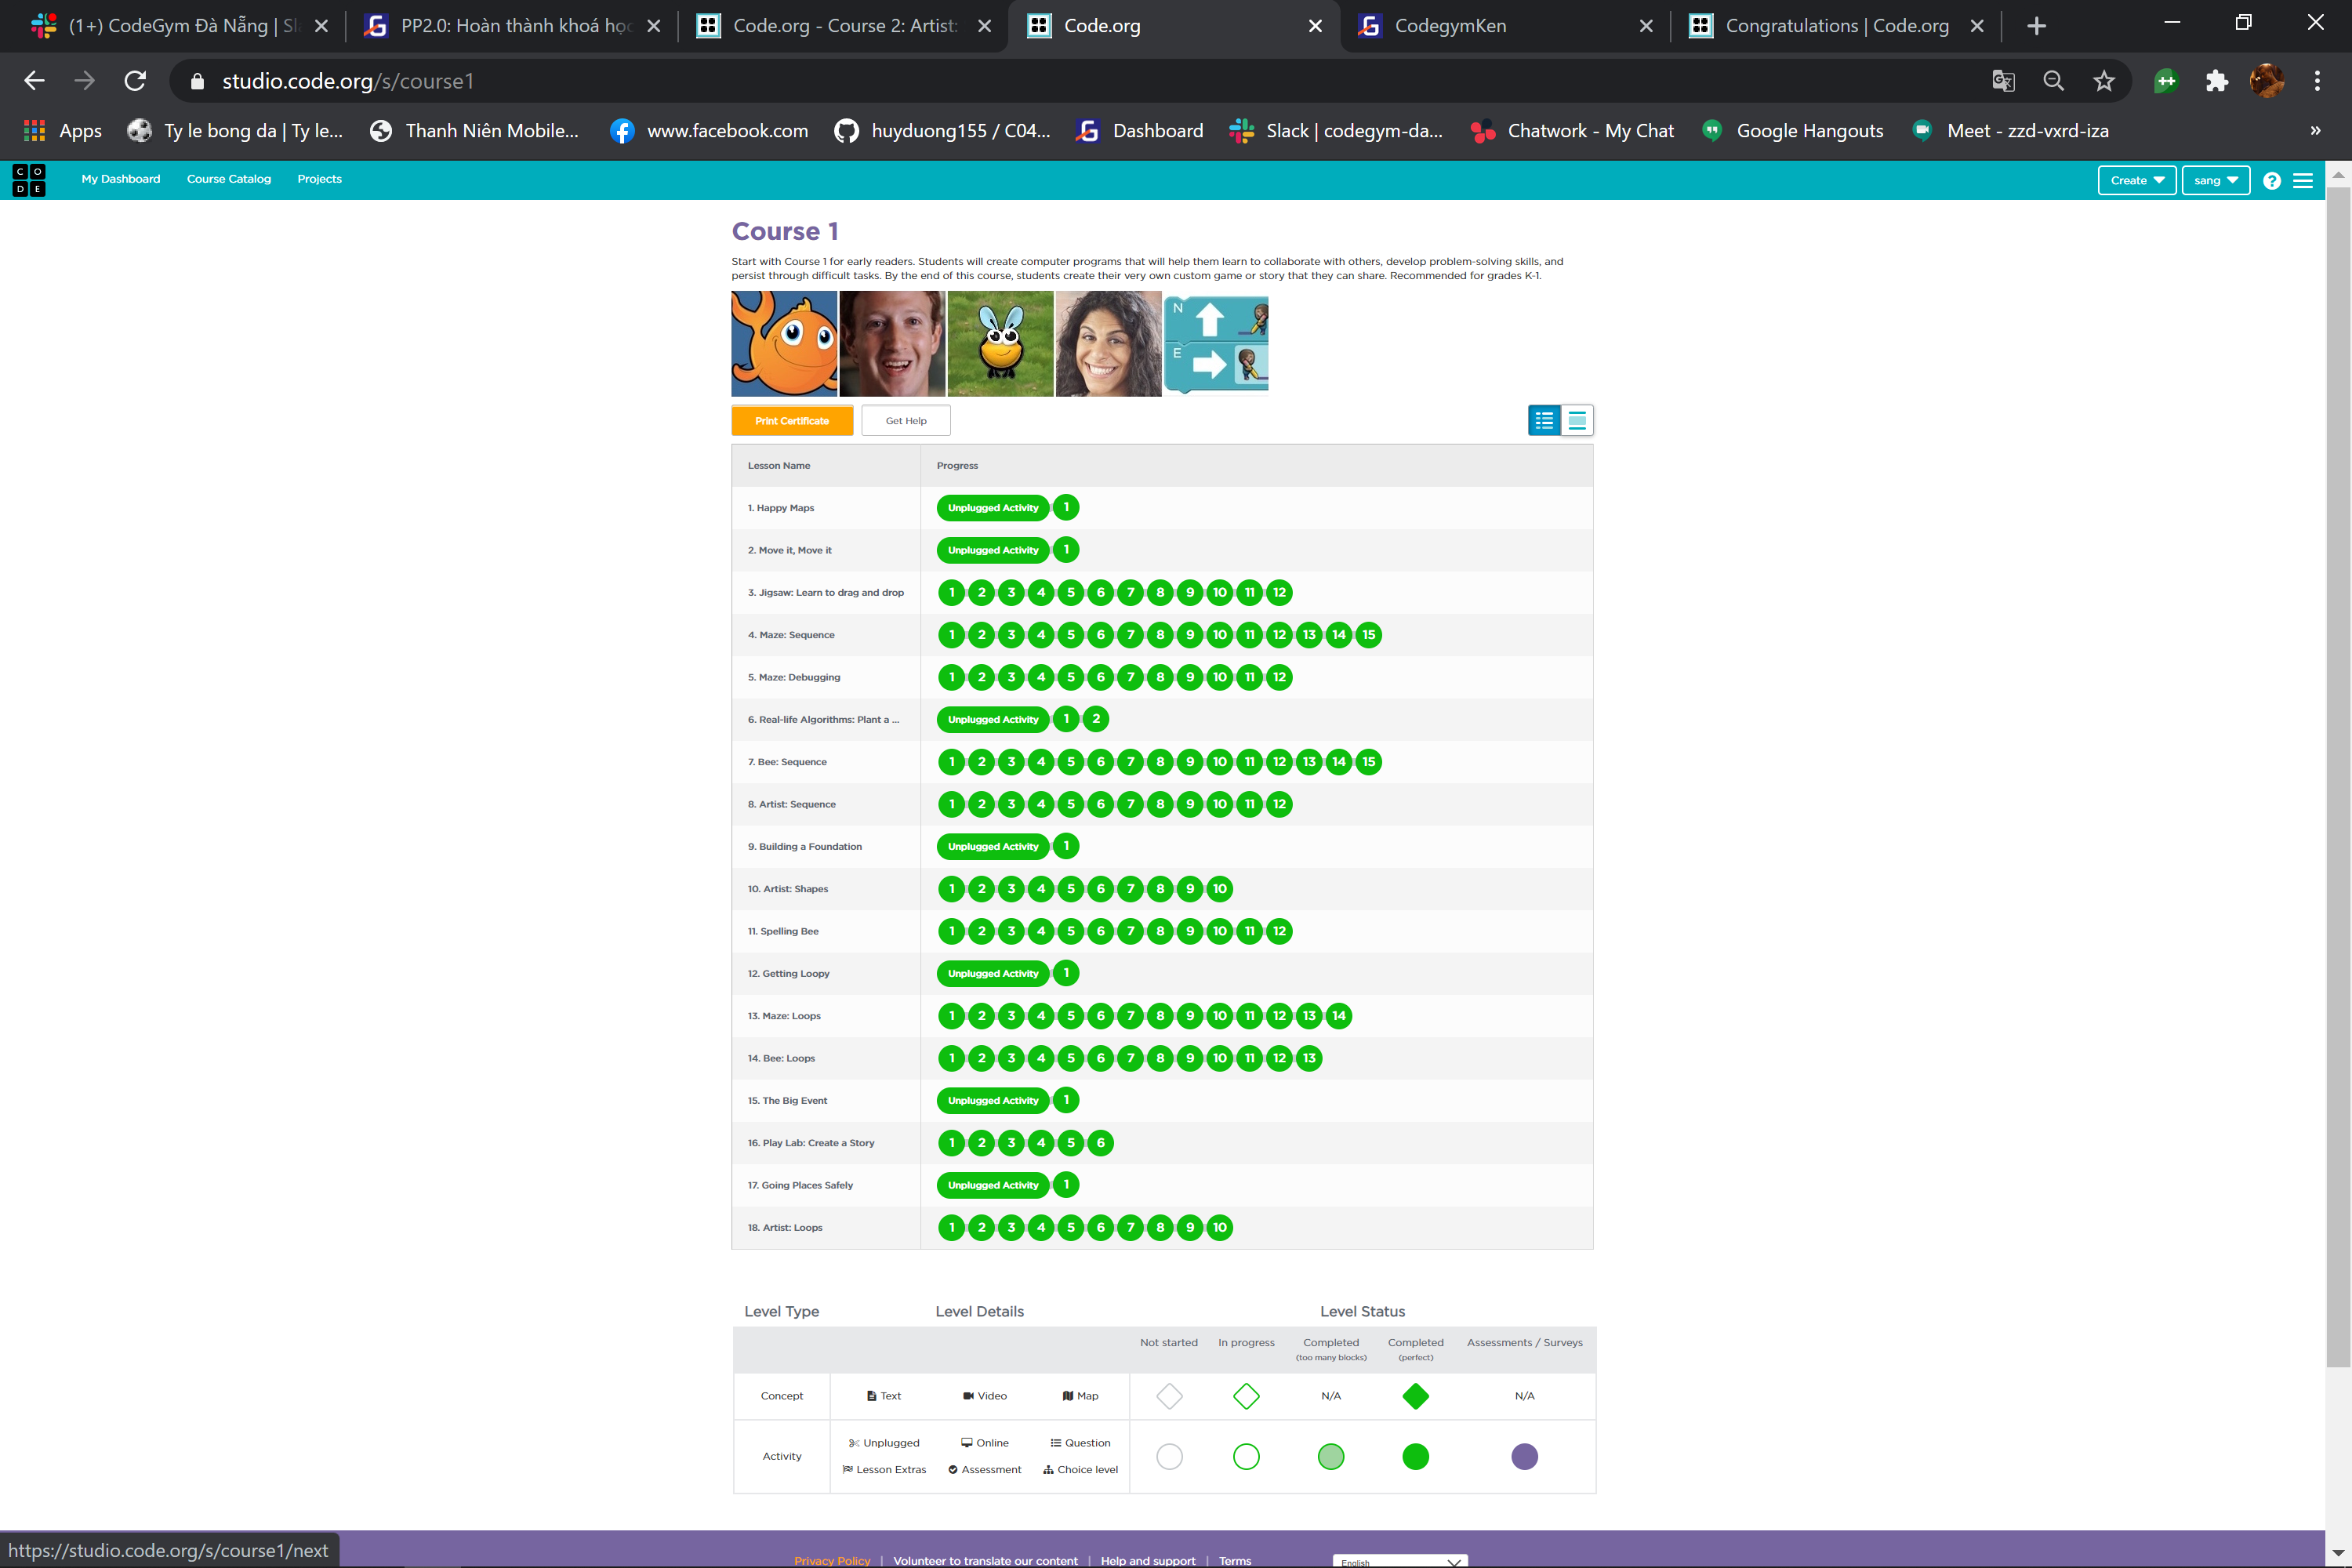 (1+) CodeGym Đà Nẵng | Sl
PP2.0: Hoàn thành khoá học
Code.org - Course 2: Artist:
Code.org
CodegymKen
Congratulations | Code.org
studio.code.org/s/course1
Apps
Ty le bong da | Ty le...
Thanh Niên Mobile...
www.facebook.com
huyduong155 / C04...
Dashboard
Slack | codegym-da...
Chatwork - My Chat
Google Hangouts
Meet - zzd-vxrd-iza
»
C O
D E
My Dashboard
Course Catalog
Projects
Create
sang
?
Course 1
Start with Course 1 for early readers. Students will create computer programs that will help them learn to collaborate with others, develop problem-solving skills, and
persist through difficult tasks. By the end of this course, students create their very own custom game or story that they can share. Recommended for grades K-1.
N
E
Print Certificate
Get Help
Lesson Name Progress
1. Happy Maps Unplugged Activity 1
2. Move it, Move it Unplugged Activity 1
3. Jigsaw: Learn to drag and drop 1 2 3 4 5 6 7 8 9 10 11 12
4. Maze: Sequence 1 2 3 4 5 6 7 8 9 10 11 12 13 14 15
5. Maze: Debugging 1 2 3 4 5 6 7 8 9 10 11 12
6. Real-life Algorithms: Plant a ... Unplugged Activity 1 2
7. Bee: Sequence 1 2 3 4 5 6 7 8 9 10 11 12 13 14 15
8. Artist: Sequence 1 2 3 4 5 6 7 8 9 10 11 12
9. Building a Foundation Unplugged Activity 1
10. Artist: Shapes 1 2 3 4 5 6 7 8 9 10
11. Spelling Bee 1 2 3 4 5 6 7 8 9 10 11 12
12. Getting Loopy Unplugged Activity 1
13. Maze: Loops 1 2 3 4 5 6 7 8 9 10 11 12 13 14
14. Bee: Loops 1 2 3 4 5 6 7 8 9 10 11 12 13
15. The Big Event Unplugged Activity 1
16. Play Lab: Create a Story 1 2 3 4 5 6
17. Going Places Safely Unplugged Activity 1
18. Artist: Loops 1 2 3 4 5 6 7 8 9 10
Level Type Level Details Level Status
Not started In progress Completed Completed Assessments / Surveys
(too many blocks) (perfect)
Concept Text Video Map N/A N/A
Unplugged Online Question
Activity
Lesson Extras Assessment Choice level
https://studio.code.org/s/course1/next
Privacy Policy | Volunteer to translate our content | Help and support | Terms
English